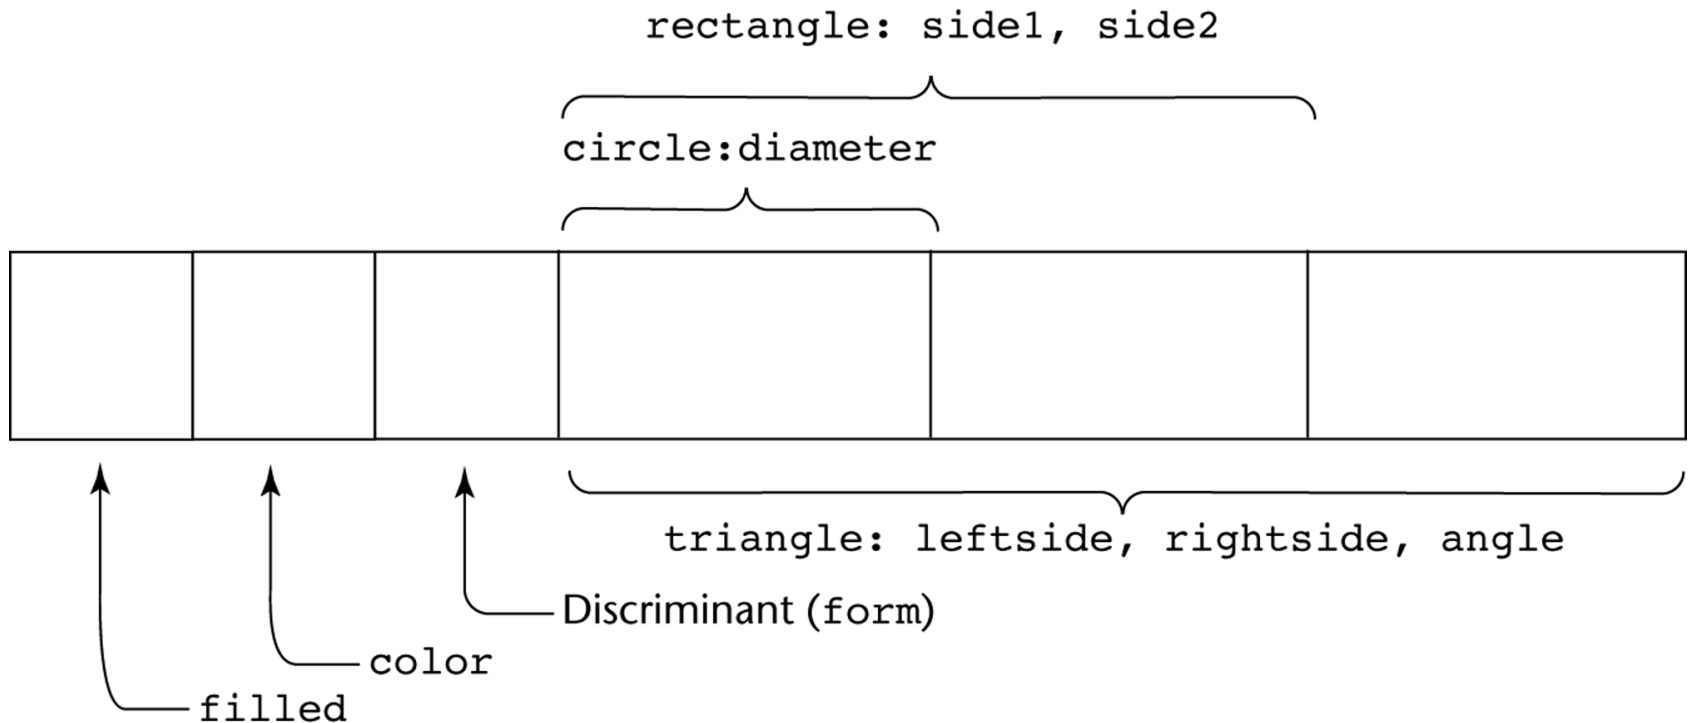 rectangle: side1, side2
circle:diameter
triangle: leftside, rightside, angle
Discriminant (form)
color
filled